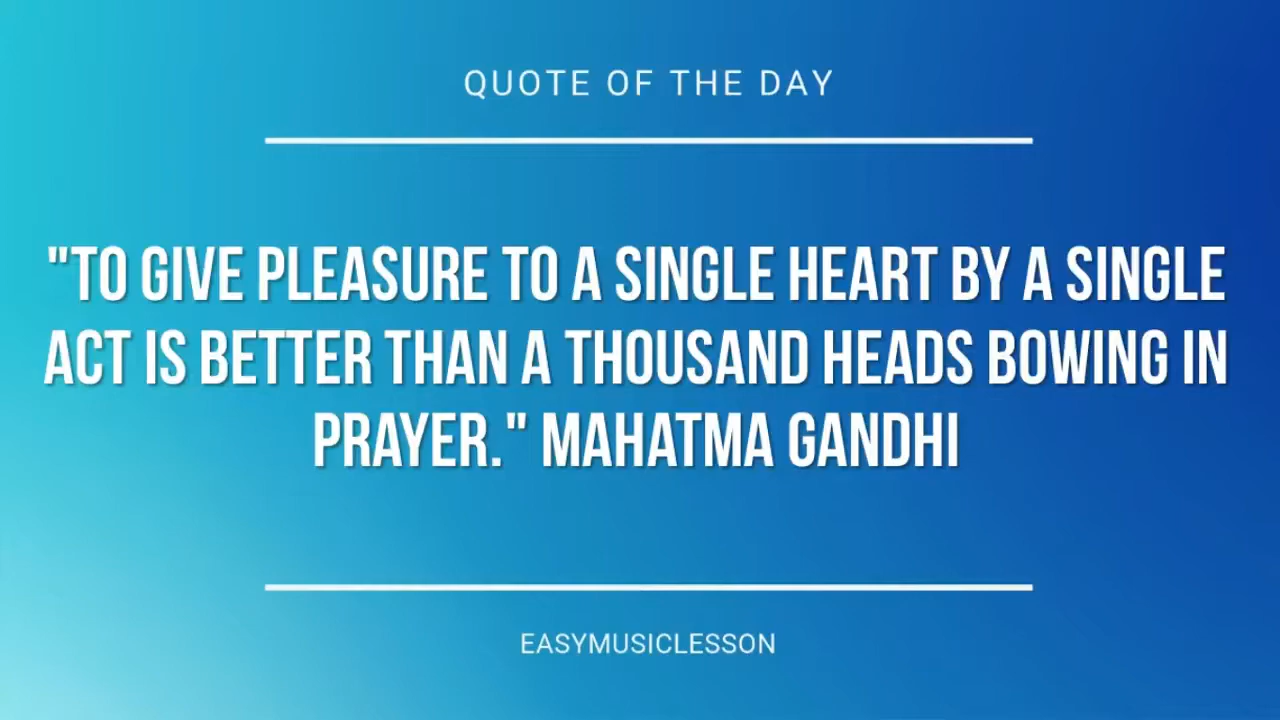 QUOTE OF THE DAY
"TO GIVE PLEASURE TO A SINGLE HEART BY A SINGLE
ACT IS BETTER THAN A THOUSAND HEADS BOWING IN
PRAYER." MAHATMA GANDHI
EASYMUSICLESSON